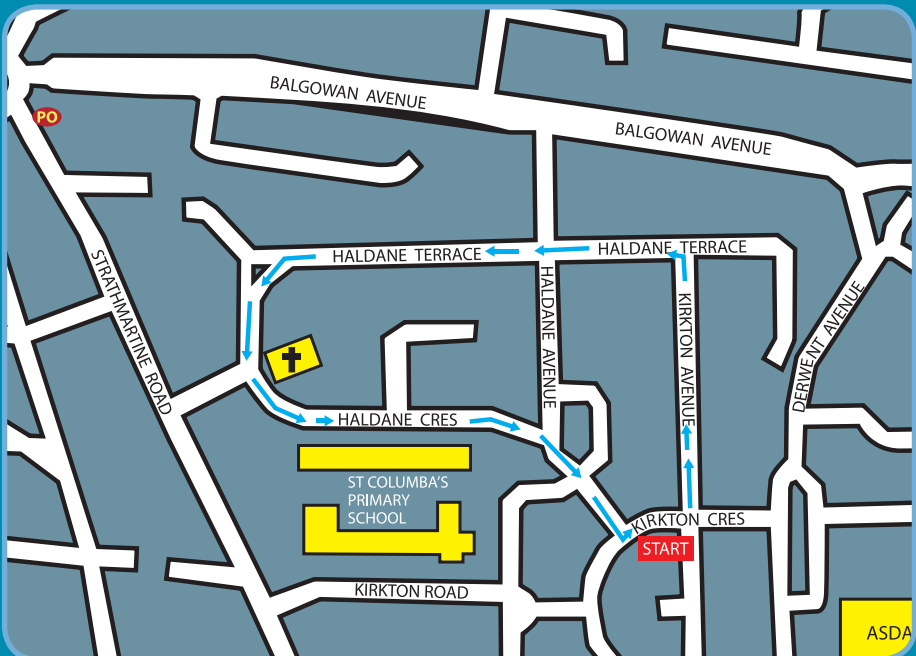 BALGOWAN AVENUE
PO
BALGOWAN AVENUE
HALDANE TERRACE
HALDANE TERRACE
STRATHMARTINE ROAD
HALDANE AVENUE
KIRKTON AVENUE
DERWENT AVENUE
HALDANE CRES
ST COLUMBA'S
PRIMARY
SCHOOL
KIRKTON CRES
START
KIRKTON ROAD
ASDA